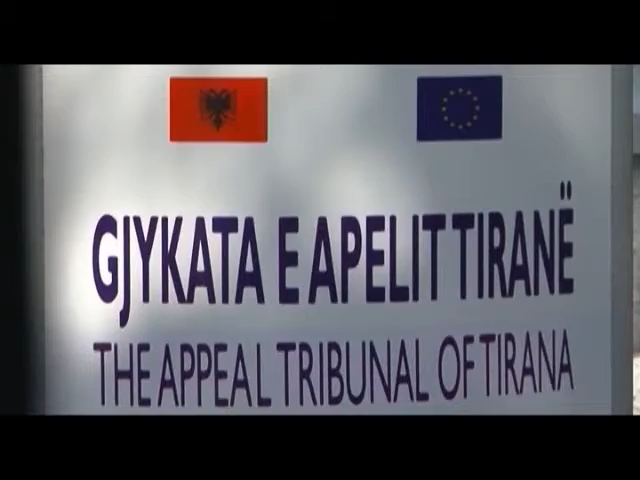 GJYKATA E APELIT TIRANË
THE APPEAL TRIBUNAL OF TIRANA